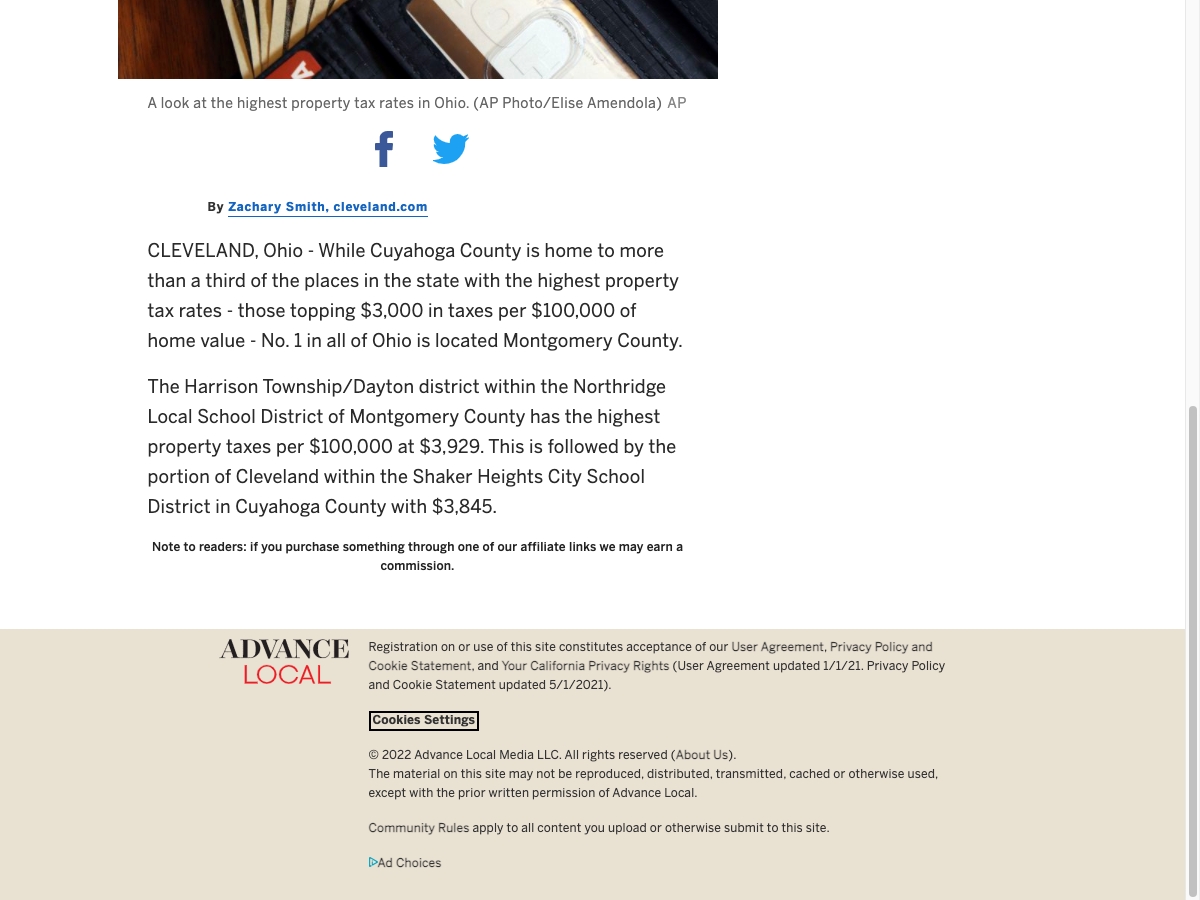 A look at the highest property tax rates in Ohio. (AP Photo/Elise Amendola) AP
By Zachary Smith, cleveland.com
CLEVELAND, Ohio - While Cuyahoga County is home to more
than a third of the places in the state with the highest property
tax rates - those topping $3,000 in taxes per $100,000 of
home value - No. 1 in all of Ohio is located Montgomery County.
The Harrison Township/Dayton district within the Northridge
Local School District of Montgomery County has the highest
property taxes per $100,000 at $3,929. This is followed by the
portion of Cleveland within the Shaker Heights City School
District in Cuyahoga County with $3,845.
Note to readers: if you purchase something through one of our affiliate links we may earn a
commission.
ADVANCE
LOCAL
Registration on or use of this site constitutes acceptance of our User Agreement, Privacy Policy and
Cookie Statement, and Your California Privacy Rights (User Agreement updated 1/1/21. Privacy Policy
and Cookie Statement updated 5/1/2021).
Cookies Settings
© 2022 Advance Local Media LLC. All rights reserved (About Us).
The material on this site may not be reproduced, distributed, transmitted, cached or otherwise used,
except with the prior written permission of Advance Local.
Community Rules apply to all content you upload or otherwise submit to this site.
Ad Choices